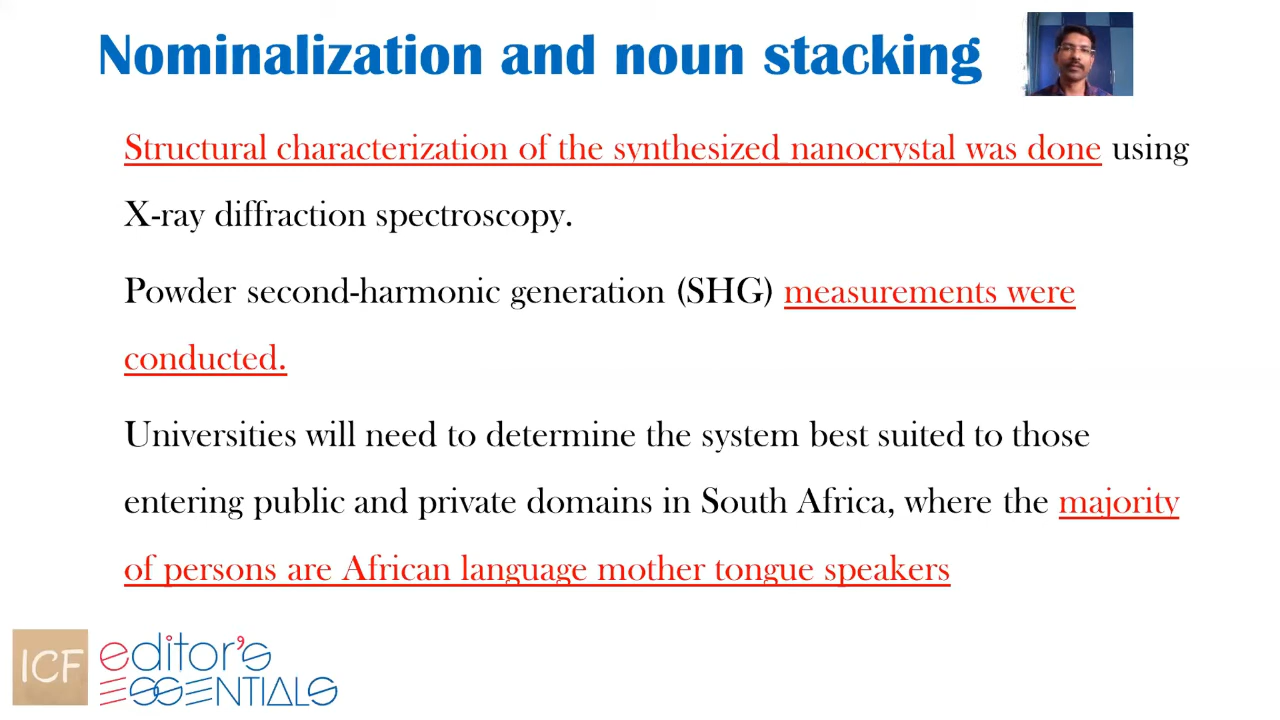 Nominalization and noun stacking
Structural characterization of the synthesized nanocrystal was done using
X-ray diffraction spectroscopy.
Powder second-harmonic generation (SHG) measurements were
conducted.
Universities will need to determine the system best suited to those
entering public and private domains in South Africa, where the majority
of persons are African language mother tongue speakers
ICF
editor's
ESSENTIALS